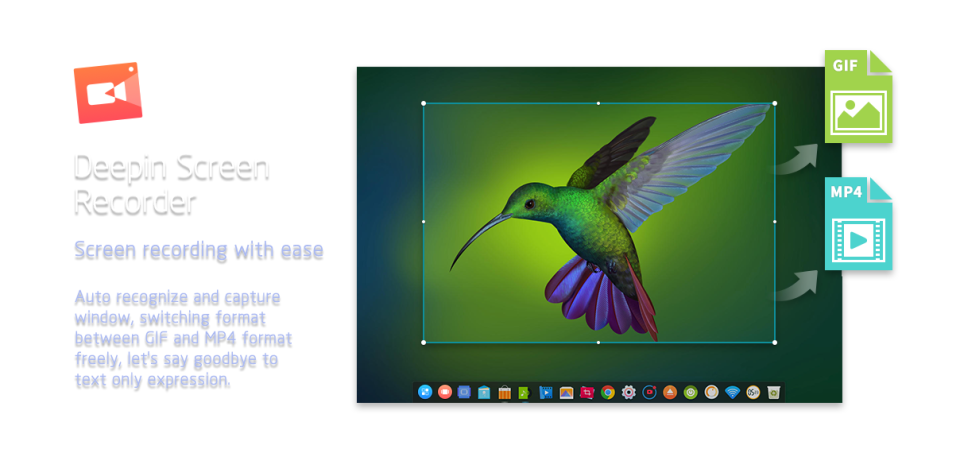 Deepin Screen
Recorder
Screen recording with ease
Auto recognize and capture
window, switching format
between GIF and MP4 format
freely, let's say goodbye to
text only expression.
GIF
MP4